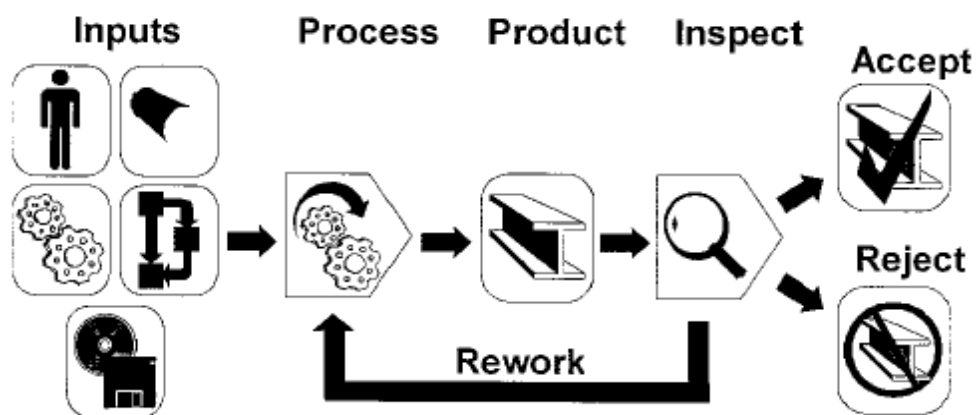 Inputs
Process
Product
Inspect
Accept
Reject
Rework